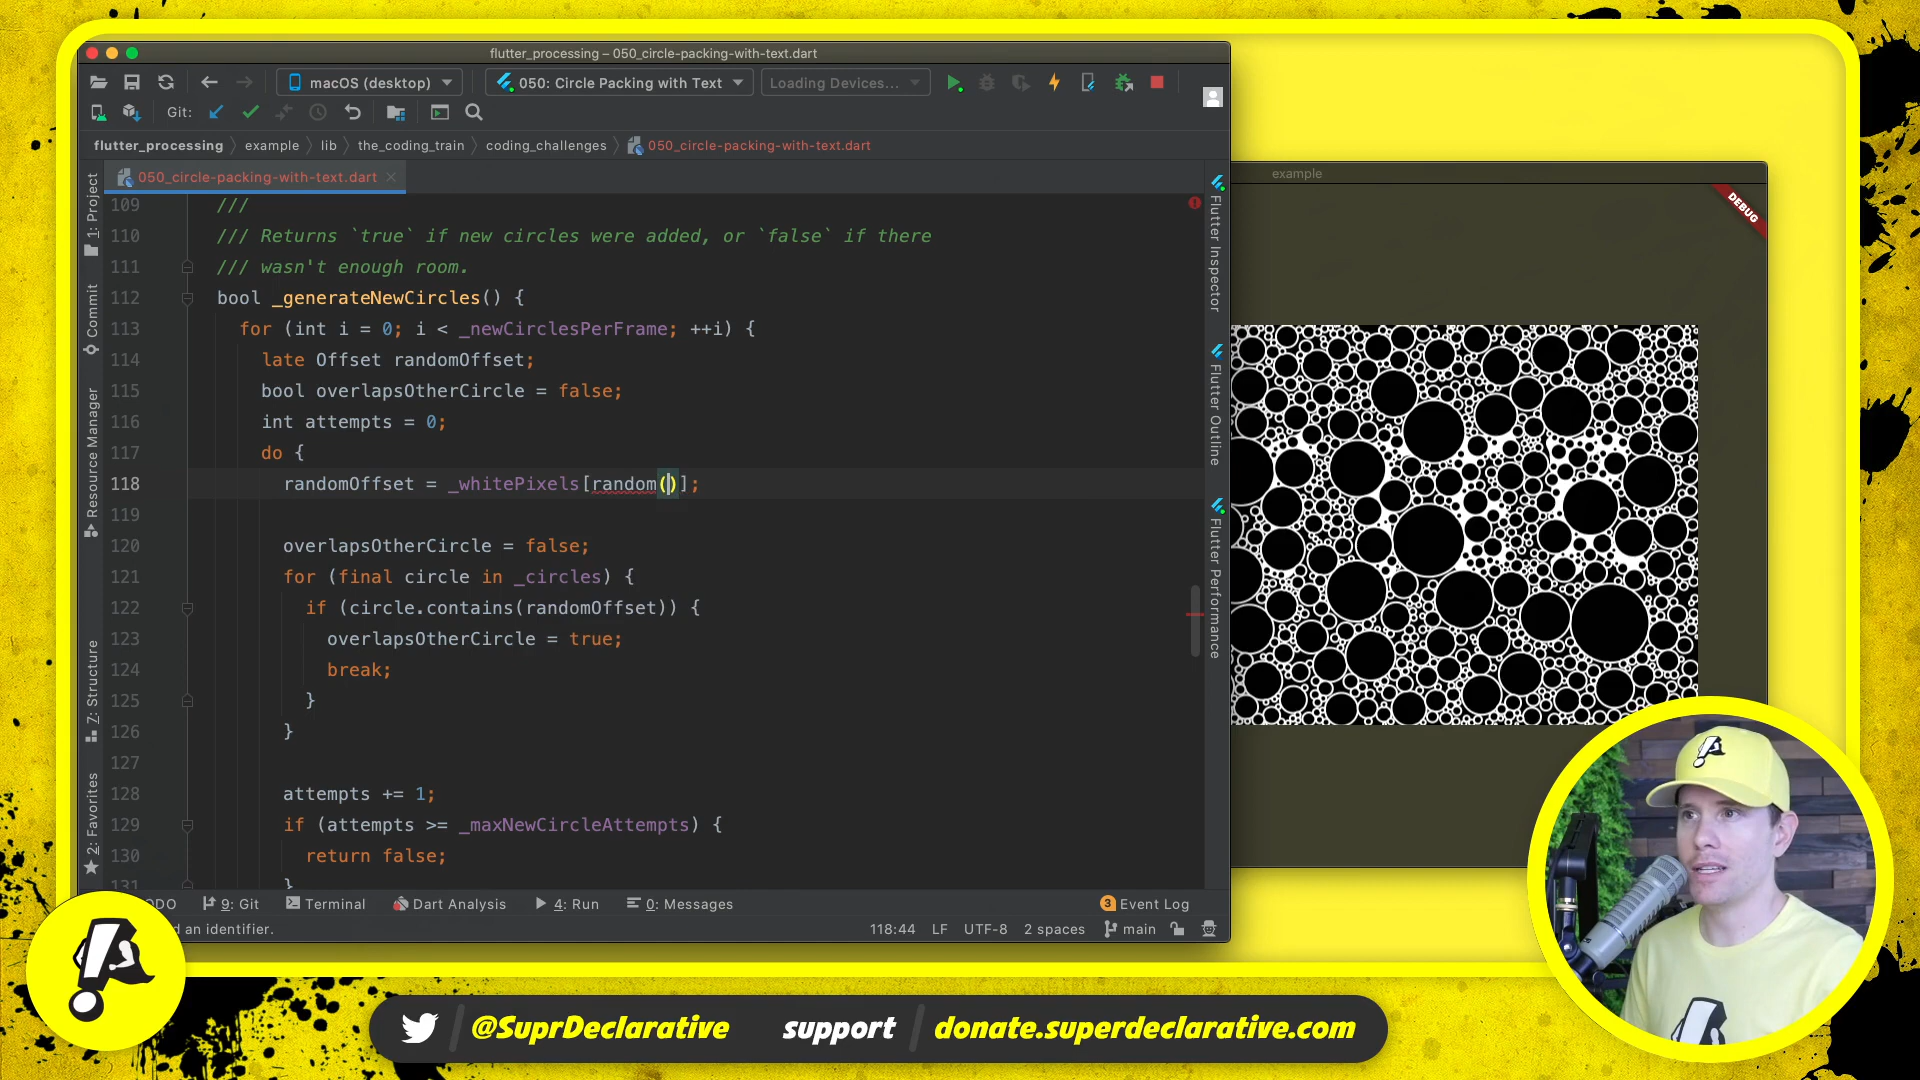 flutter_processing – 050_circle-packing-with-text.dart
macOS (desktop)
050: Circle Packing with Text
Loading Devices...
Git:
flutter_processing
example
lib
the_coding_train
coding_challenges
050_circle-packing-with-text.dart
050_circle-packing-with-text.dart
1: Project
Commit
Resource Manager
7: Structure
2: Favorites
109 ///
110 /// Returns `true` if new circles were added, or `false` if there
111 /// wasn't enough room.
112 bool _generateNewCircles() {
113 for (int i = 0; i < _newCirclesPerFrame; ++i) {
114 late Offset randomOffset;
115 bool overlapsOtherCircle = false;
116 int attempts = 0;
117 do {
118 randomOffset = _whitePixels[random()];
119
120 overlapsOtherCircle = false;
121 for (final circle in _circles) {
122 if (circle.contains(randomOffset)) {
123 overlapsOtherCircle = true;
124 break;
125 }
126 }
127
128 attempts += 1;
129 if (attempts >= _maxNewCircleAttempts) {
130 return false;
131 }
Flutter Inspector
Flutter Outline
Flutter Performance
example
DEBUG
ODO
9: Git
Terminal
Dart Analysis
4: Run
0: Messages
3 Event Log
d an identifier.
118:44
LF
UTF-8
2 spaces
main
@SuprDeclarative
support
donate.superdeclarative.com